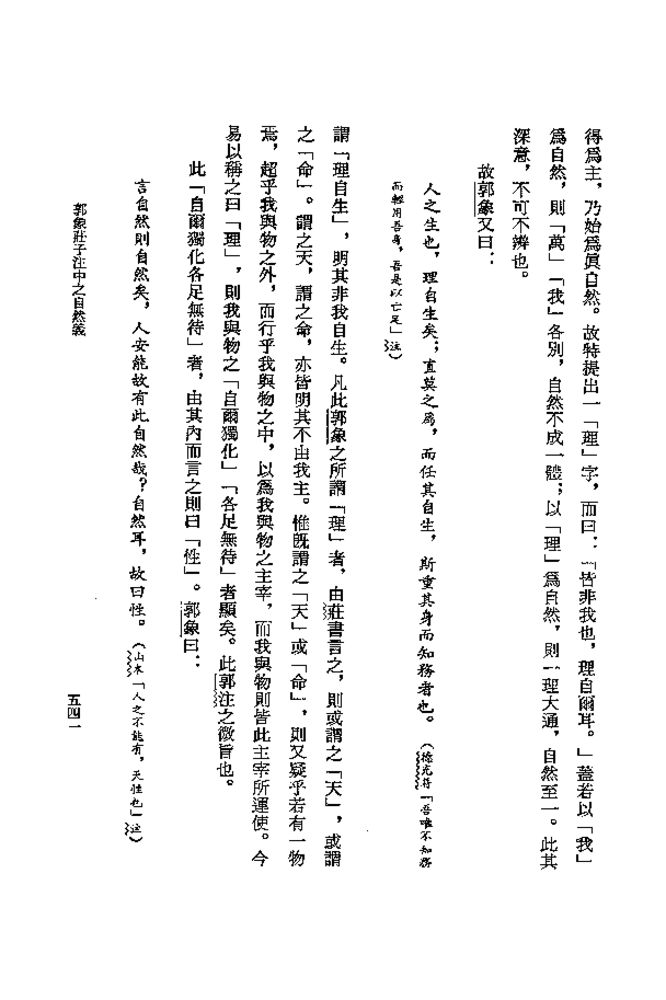 得爲主，乃始爲眞自然。故特提出一「理」字，而曰：「皆非我也，理自爾耳。」蓋若以「我」
爲自然，則「萬」「我」各別，自然不成一體；以「理」爲自然，則一理大通，自然至一。此其
深意，不可不辨也。
故郭象又曰：
人之生也，理自生矣；直莫之爲，而任其自生，斯重其身而知務者也。（德充符「吾唯不知務
而輕用吾身，吾是以亡足」注）
謂「理自生」，明其非我自生。凡此郭象之所謂「理」者，由莊書言之，則或謂之「天」，或謂
之「命」。謂之天，謂之命，亦皆明其不由我主。惟既謂之「天」或「命」，則又疑乎若有一物
焉，超乎我與物之外，而行乎我與物之中，以爲我與物之主宰，而我與物則皆此主宰所運使。今
易以稱之曰「理」，則我與物之「自爾獨化」「各足無待」者顯矣。此郭注之微旨也。
此「自爾獨化各足無待」者，由其內而言之則曰「性」。郭象曰：
言自然則自然矣，人安能故有此自然哉？自然耳，故曰性。（山木「人之不能有，天性也」注）
郭象莊子注中之自然義
五四一